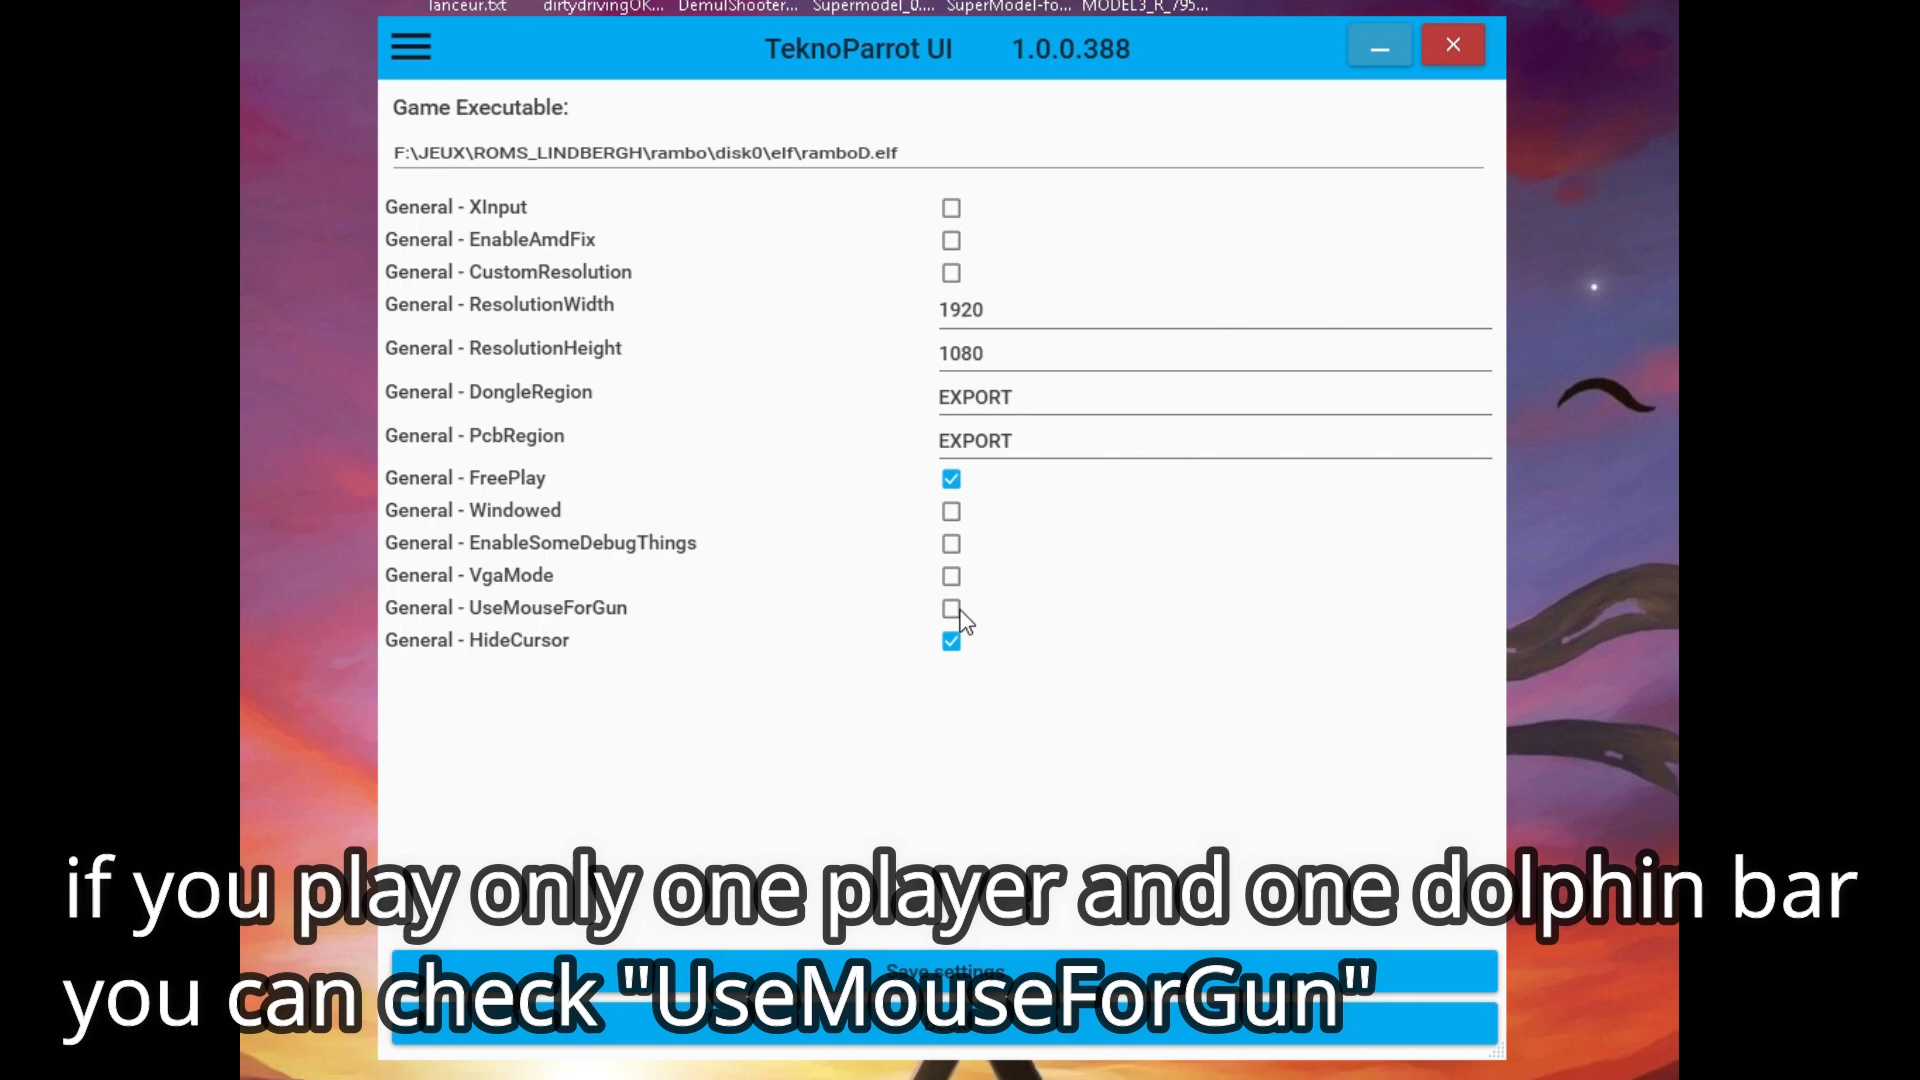 lanceur.txt dirtydrivingOK... DemulShooter... Supermodel_0.... SuperModel-fo... MODEL3_R_795...
TeknoParrot UI 1.0.0.388
Game Executable:
F:\JEUX\ROMS_LINDBERGH\rambo\disk0\elf\ramboD.elf
General - XInput
General - EnableAmdFix
General - CustomResolution
General - ResolutionWidth 1920
General - ResolutionHeight 1080
General - DongleRegion EXPORT
General - PcbRegion EXPORT
General - FreePlay
General - Windowed
General - EnableSomeDebugThings
General - VgaMode
General - UseMouseForGun
General - HideCursor
if you play only one player and one dolphin bar
Save settings
you can check "UseMouseForGun"